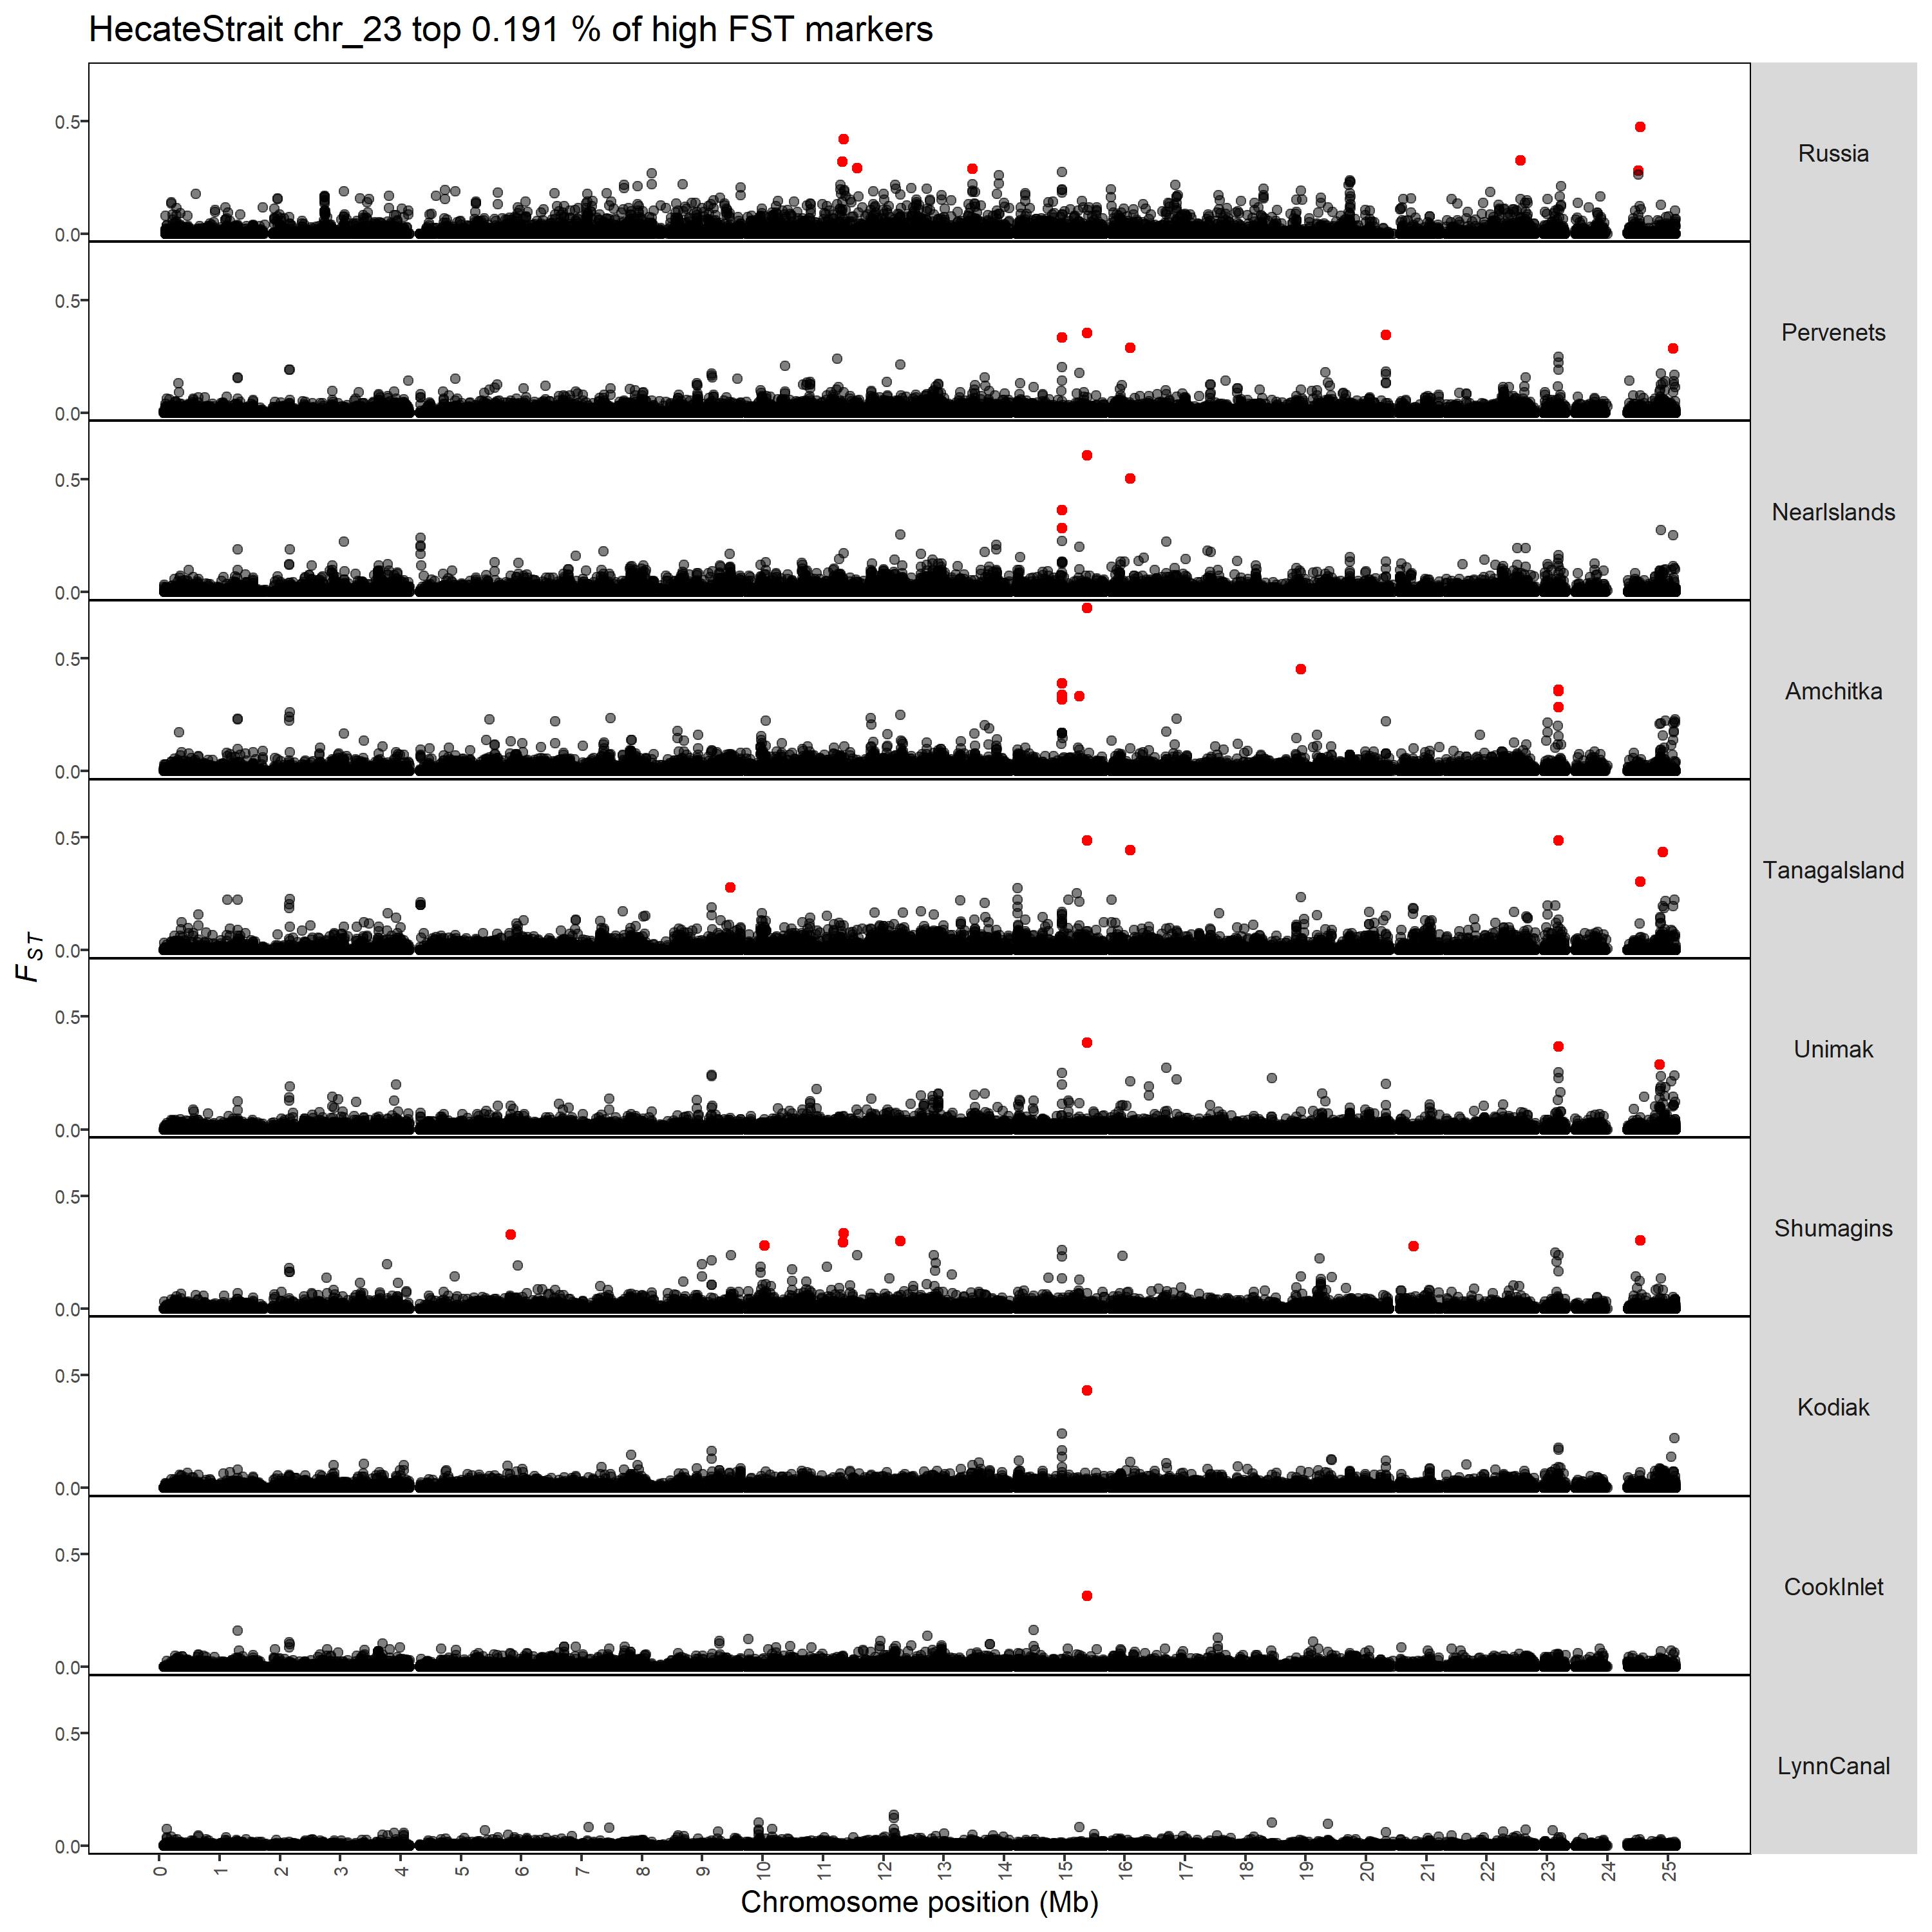 HecateStrait chr_23 top 0.191 % of high FST markers
0.5
0.0
Russia
0.5
0.0
Pervenets
0.5
0.0
NearIslands
0.5
0.0
Amchitka
0.5
0.0
TanagaIsland
0.5
0.0
Unimak
0.5
0.0
Shumagins
0.5
0.0
Kodiak
0.5
0.0
CookInlet
0.5
0.0
LynnCanal
FST
0 1 2 3 4 5 6 7 8 9 10 11 12 13 14 15 16 17 18 19 20 21 22 23 24 25
Chromosome position (Mb)